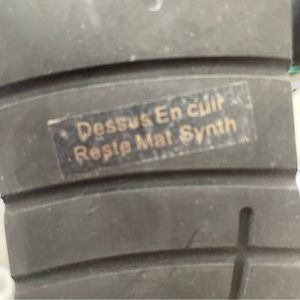 Dessus En cuir
Reste Mat Synth